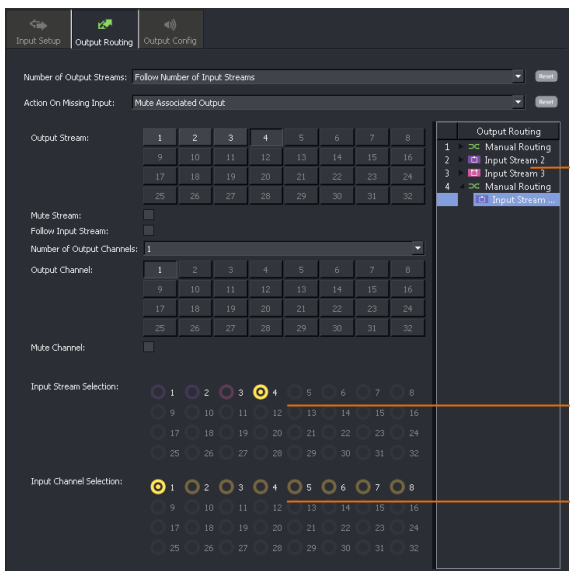 Input Setup Output Routing Output Config
Number of Output Streams: Follow Number of Input Streams Reset
Action On Missing Input: Mute Associated Output Reset
Output Stream: 1 2 3 4 5 6 7 8
9 10 11 12 13 14 15 16
17 18 19 20 21 22 23 24
25 26 27 28 29 30 31 32
Mute Stream:
Follow Input Stream:
Number of Output Channels: 1
Output Channel: 1 2 3 4 5 6 7 8
9 10 11 12 13 14 15 16
17 18 19 20 21 22 23 24
25 26 27 28 29 30 31 32
Mute Channel:
Input Stream Selection: 1 2 3 4 5 6 7 8
9 10 11 12 13 14 15 16
17 18 19 20 21 22 23 24
25 26 27 28 29 30 31 32
Input Channel Selection: 1 2 3 4 5 6 7 8
9 10 11 12 13 14 15 16
17 18 19 20 21 22 23 24
25 26 27 28 29 30 31 32
Output Routing
1 Manual Routing
2 Input Stream 2
3 Input Stream 3
4 Manual Routing
Input Stream ...